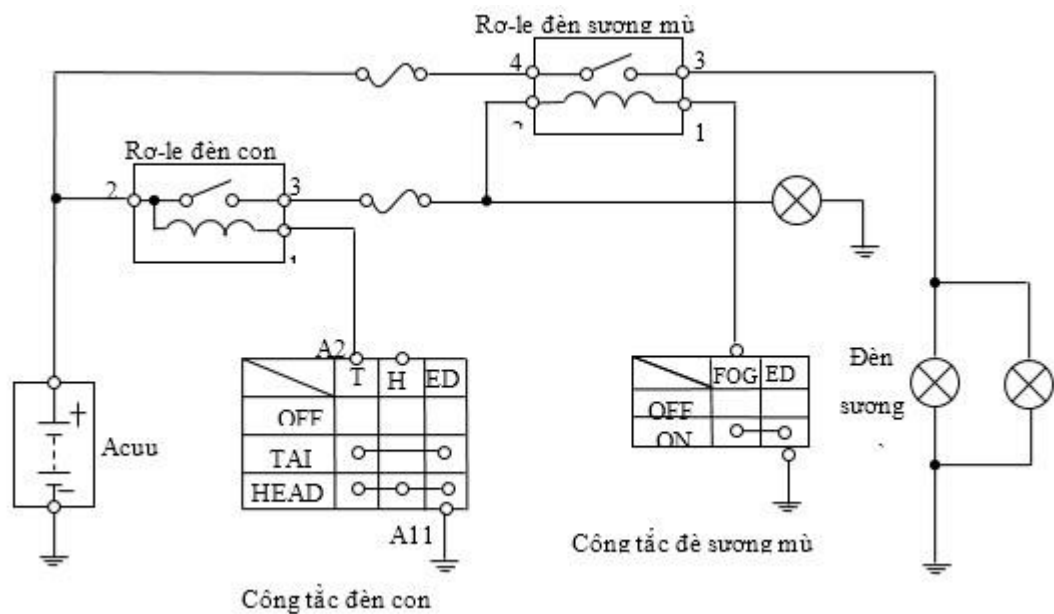 Rơ-le đèn sương mù
4 3
1
Rơ-le đèn con
2 3
A2
T H ED
OFF
TAI
HEAD
A11
Công tắc đèn con
+
-
Acuu
FOG ED
OFF
ON
Công tắc đè sương mù
Đèn
sương